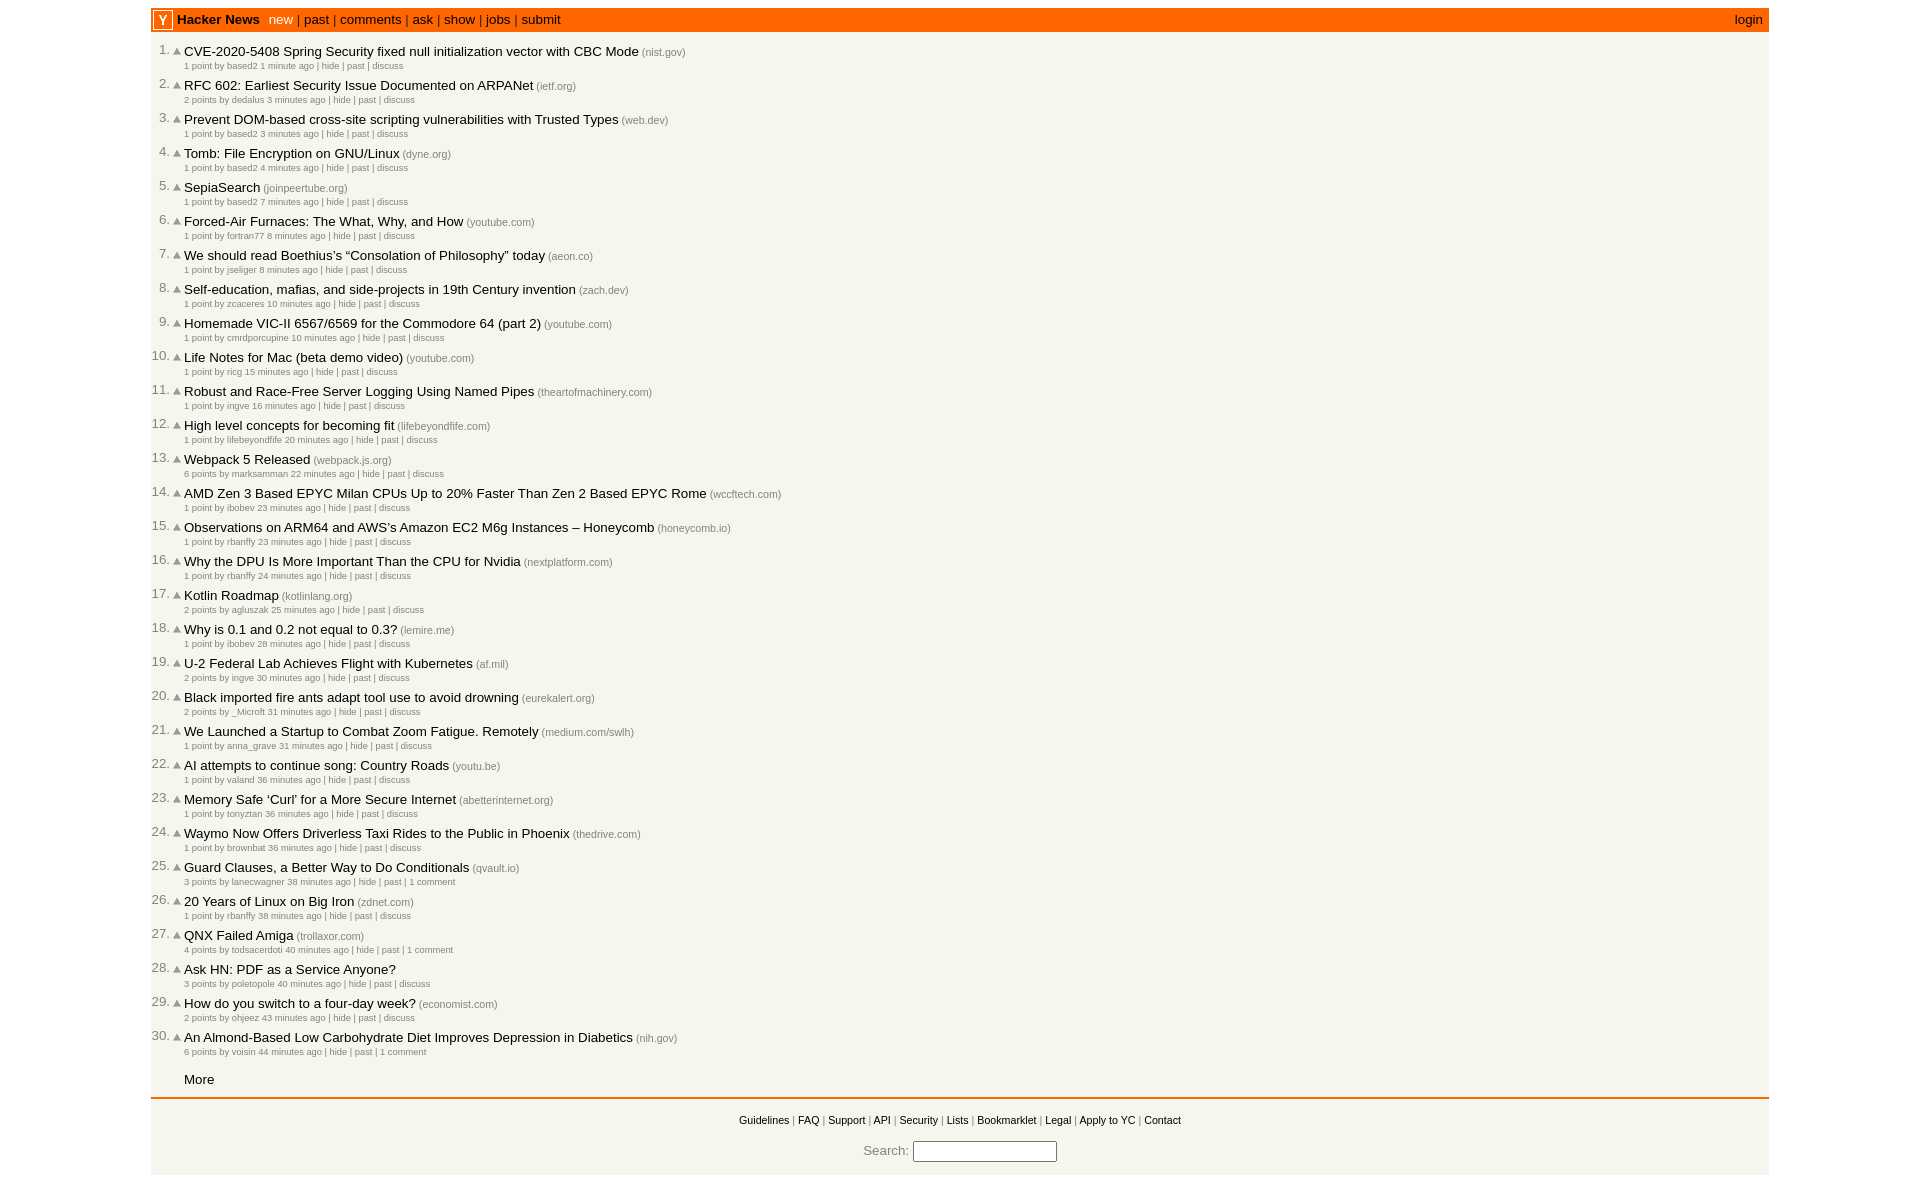 Y Hacker News new | past | comments | ask | show | jobs | submit login
1. CVE-2020-5408 Spring Security fixed null initialization vector with CBC Mode (nist.gov)
1 point by based2 1 minute ago | hide | past | discuss
2. RFC 602: Earliest Security Issue Documented on ARPANet (ietf.org)
2 points by dedalus 3 minutes ago | hide | past | discuss
3. Prevent DOM-based cross-site scripting vulnerabilities with Trusted Types (web.dev)
1 point by based2 3 minutes ago | hide | past | discuss
4. Tomb: File Encryption on GNU/Linux (dyne.org)
1 point by based2 4 minutes ago | hide | past | discuss
5. SepiaSearch (joinpeertube.org)
1 point by based2 7 minutes ago | hide | past | discuss
6. Forced-Air Furnaces: The What, Why, and How (youtube.com)
1 point by fortran77 8 minutes ago | hide | past | discuss
7. We should read Boethius’s “Consolation of Philosophy” today (aeon.co)
1 point by jseliger 8 minutes ago | hide | past | discuss
8. Self-education, mafias, and side-projects in 19th Century invention (zach.dev)
1 point by zcaceres 10 minutes ago | hide | past | discuss
9. Homemade VIC-II 6567/6569 for the Commodore 64 (part 2) (youtube.com)
1 point by cmrdporcupine 10 minutes ago | hide | past | discuss
10. Life Notes for Mac (beta demo video) (youtube.com)
1 point by ricg 15 minutes ago | hide | past | discuss
11. Robust and Race-Free Server Logging Using Named Pipes (theartofmachinery.com)
1 point by ingve 16 minutes ago | hide | past | discuss
12. High level concepts for becoming fit (lifebeyondfife.com)
1 point by lifebeyondfife 20 minutes ago | hide | past | discuss
13. Webpack 5 Released (webpack.js.org)
6 points by marksamman 22 minutes ago | hide | past | discuss
14. AMD Zen 3 Based EPYC Milan CPUs Up to 20% Faster Than Zen 2 Based EPYC Rome (wccftech.com)
1 point by ibobev 23 minutes ago | hide | past | discuss
15. Observations on ARM64 and AWS’s Amazon EC2 M6g Instances – Honeycomb (honeycomb.io)
1 point by rbanffy 23 minutes ago | hide | past | discuss
16. Why the DPU Is More Important Than the CPU for Nvidia (nextplatform.com)
1 point by rbanffy 24 minutes ago | hide | past | discuss
17. Kotlin Roadmap (kotlinlang.org)
2 points by agluszak 25 minutes ago | hide | past | discuss
18. Why is 0.1 and 0.2 not equal to 0.3? (lemire.me)
1 point by ibobev 28 minutes ago | hide | past | discuss
19. U-2 Federal Lab Achieves Flight with Kubernetes (af.mil)
2 points by ingve 30 minutes ago | hide | past | discuss
20. Black imported fire ants adapt tool use to avoid drowning (eurekalert.org)
2 points by _Microft 31 minutes ago | hide | past | discuss
21. We Launched a Startup to Combat Zoom Fatigue. Remotely (medium.com/swlh)
1 point by anna_grave 31 minutes ago | hide | past | discuss
22. AI attempts to continue song: Country Roads (youtu.be)
1 point by valand 36 minutes ago | hide | past | discuss
23. Memory Safe ‘Curl’ for a More Secure Internet (abetterinternet.org)
1 point by tonyztan 36 minutes ago | hide | past | discuss
24. Waymo Now Offers Driverless Taxi Rides to the Public in Phoenix (thedrive.com)
1 point by brownbat 36 minutes ago | hide | past | discuss
25. Guard Clauses, a Better Way to Do Conditionals (qvault.io)
3 points by lanecwagner 38 minutes ago | hide | past | 1 comment
26. 20 Years of Linux on Big Iron (zdnet.com)
1 point by rbanffy 38 minutes ago | hide | past | discuss
27. QNX Failed Amiga (trollaxor.com)
4 points by todsacerdoti 40 minutes ago | hide | past | 1 comment
28. Ask HN: PDF as a Service Anyone?
3 points by poletopole 40 minutes ago | hide | past | discuss
29. How do you switch to a four-day week? (economist.com)
2 points by ohjeez 43 minutes ago | hide | past | discuss
30. An Almond-Based Low Carbohydrate Diet Improves Depression in Diabetics (nih.gov)
6 points by voisin 44 minutes ago | hide | past | 1 comment
More
Guidelines | FAQ | Support | API | Security | Lists | Bookmarklet | Legal | Apply to YC | Contact
Search: